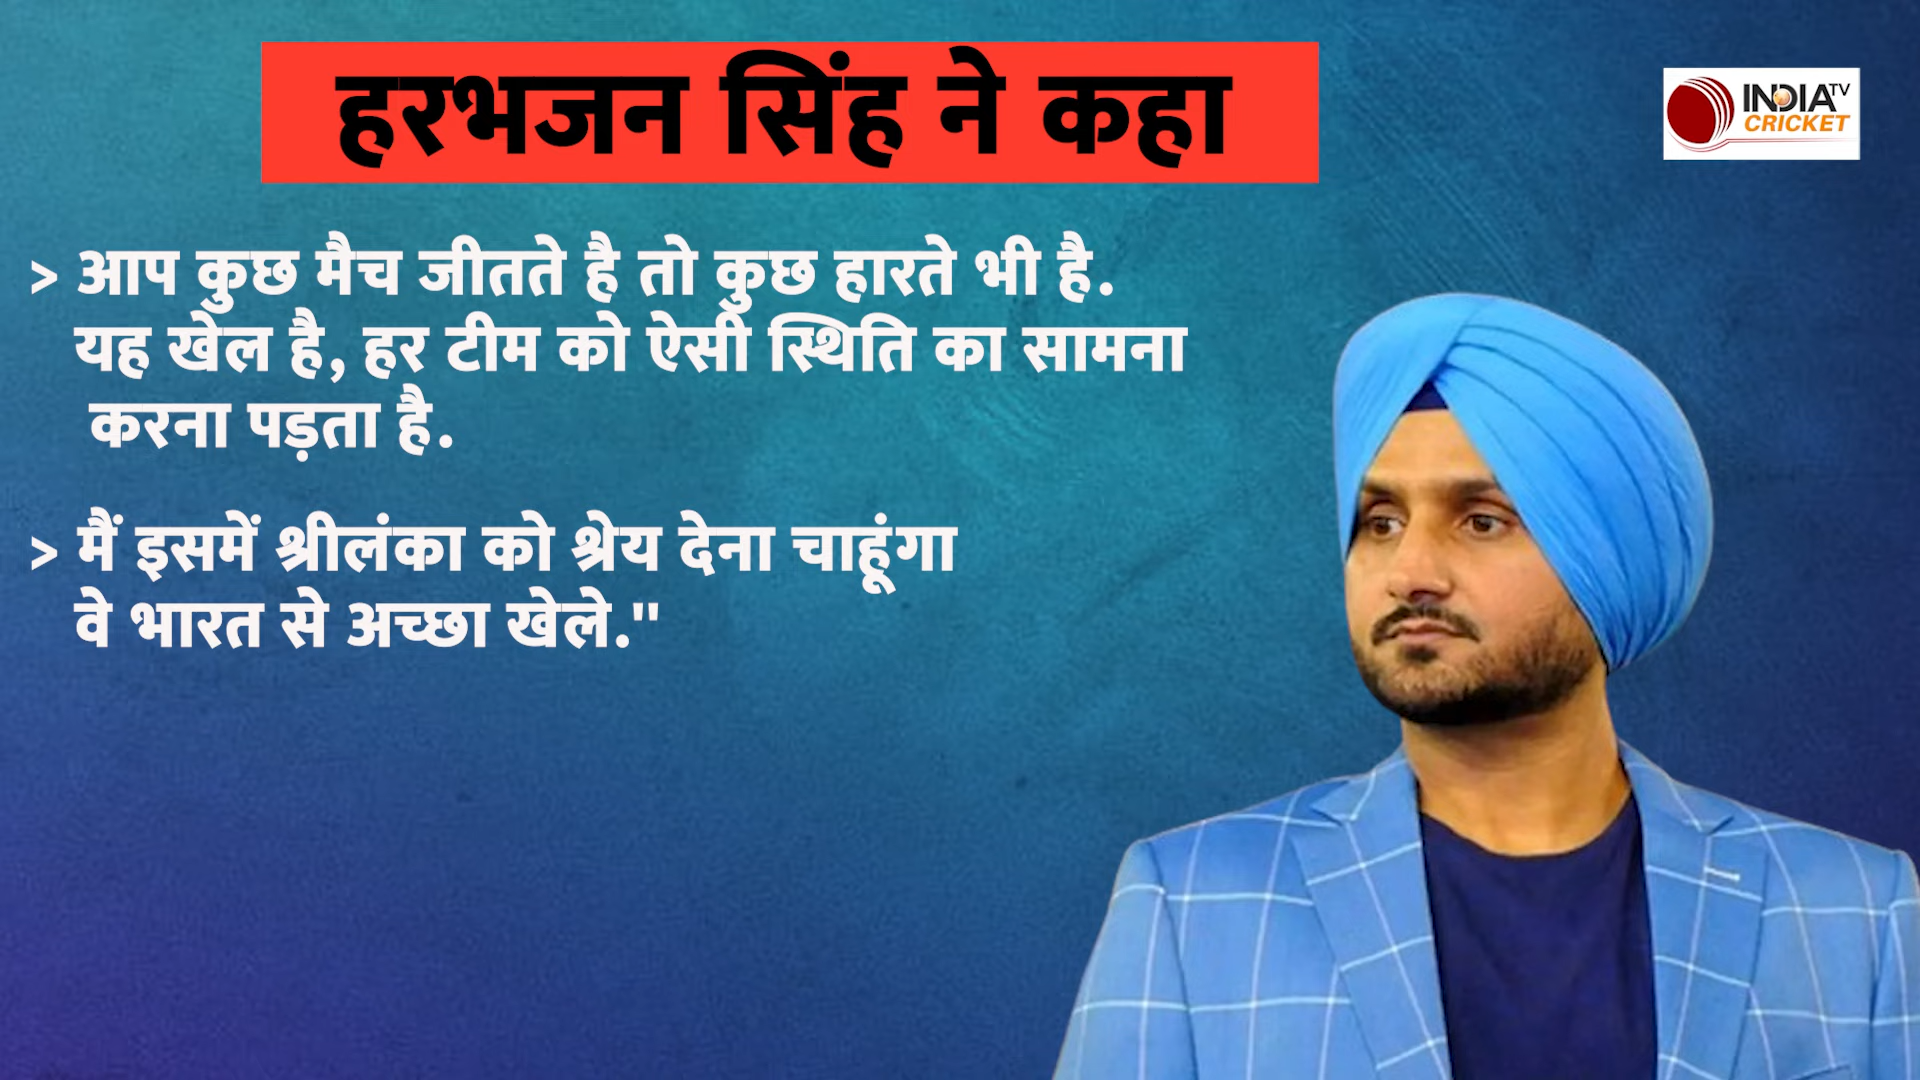 हरभजन सिंह ने कहा
INDIA TV
CRICKET
> आप कुछ मैच जीतते है तो कुछ हारते भी है.
यह खेल है, हर टीम को ऐसी स्थिति का सामना
करना पड़ता है.
> मैं इसमें श्रीलंका को श्रेय देना चाहूंगा
वे भारत से अच्छा खेले."